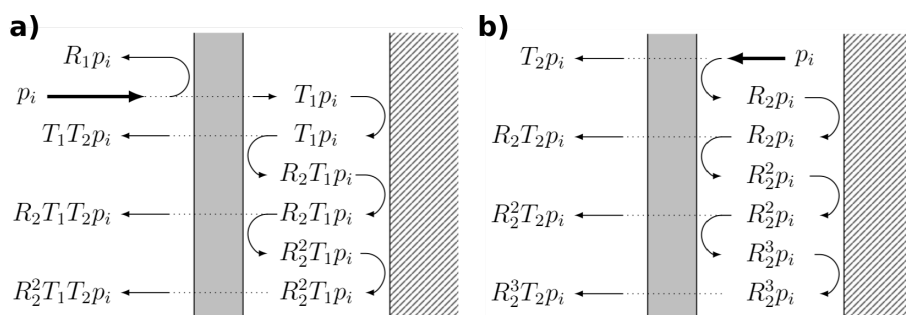 a)
R₁pᵢ
pᵢ
T₁pᵢ
T₁T₂pᵢ
T₁pᵢ
R₂T₁pᵢ
R₂T₁T₂pᵢ
R₂T₁pᵢ
R₂²T₁pᵢ
R₂²T₁T₂pᵢ
R₂²T₁pᵢ
b)
T₂pᵢ
pᵢ
R₂pᵢ
R₂T₂pᵢ
R₂pᵢ
R₂²pᵢ
R₂²T₂pᵢ
R₂²pᵢ
R₂³pᵢ
R₂³T₂pᵢ
R₂³pᵢ